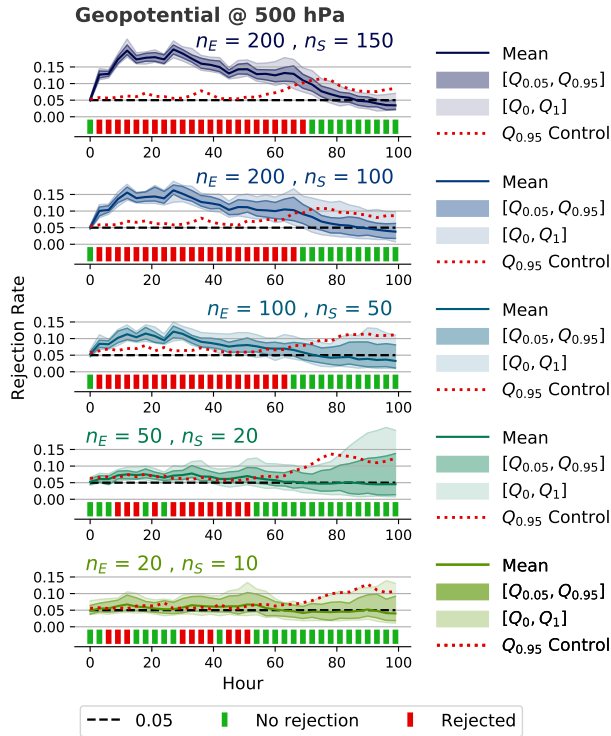 Geopotential @ 500 hPa
n_E = 200 , n_S = 150
0.15
0.10
0.05
0.00
0 20 40 60 80 100
Mean
[Q_0.05, Q_0.95]
[Q_0, Q_1]
Q_0.95 Control
n_E = 200 , n_S = 100
0.15
0.10
0.05
0.00
0 20 40 60 80 100
Mean
[Q_0.05, Q_0.95]
[Q_0, Q_1]
Q_0.95 Control
Rejection Rate
n_E = 100 , n_S = 50
0.15
0.10
0.05
0.00
0 20 40 60 80 100
Mean
[Q_0.05, Q_0.95]
[Q_0, Q_1]
Q_0.95 Control
n_E = 50 , n_S = 20
0.15
0.10
0.05
0.00
0 20 40 60 80 100
Mean
[Q_0.05, Q_0.95]
[Q_0, Q_1]
Q_0.95 Control
n_E = 20 , n_S = 10
0.15
0.10
0.05
0.00
0 20 40 60 80 100
Mean
[Q_0.05, Q_0.95]
[Q_0, Q_1]
Q_0.95 Control
Hour
0.05 No rejection Rejected